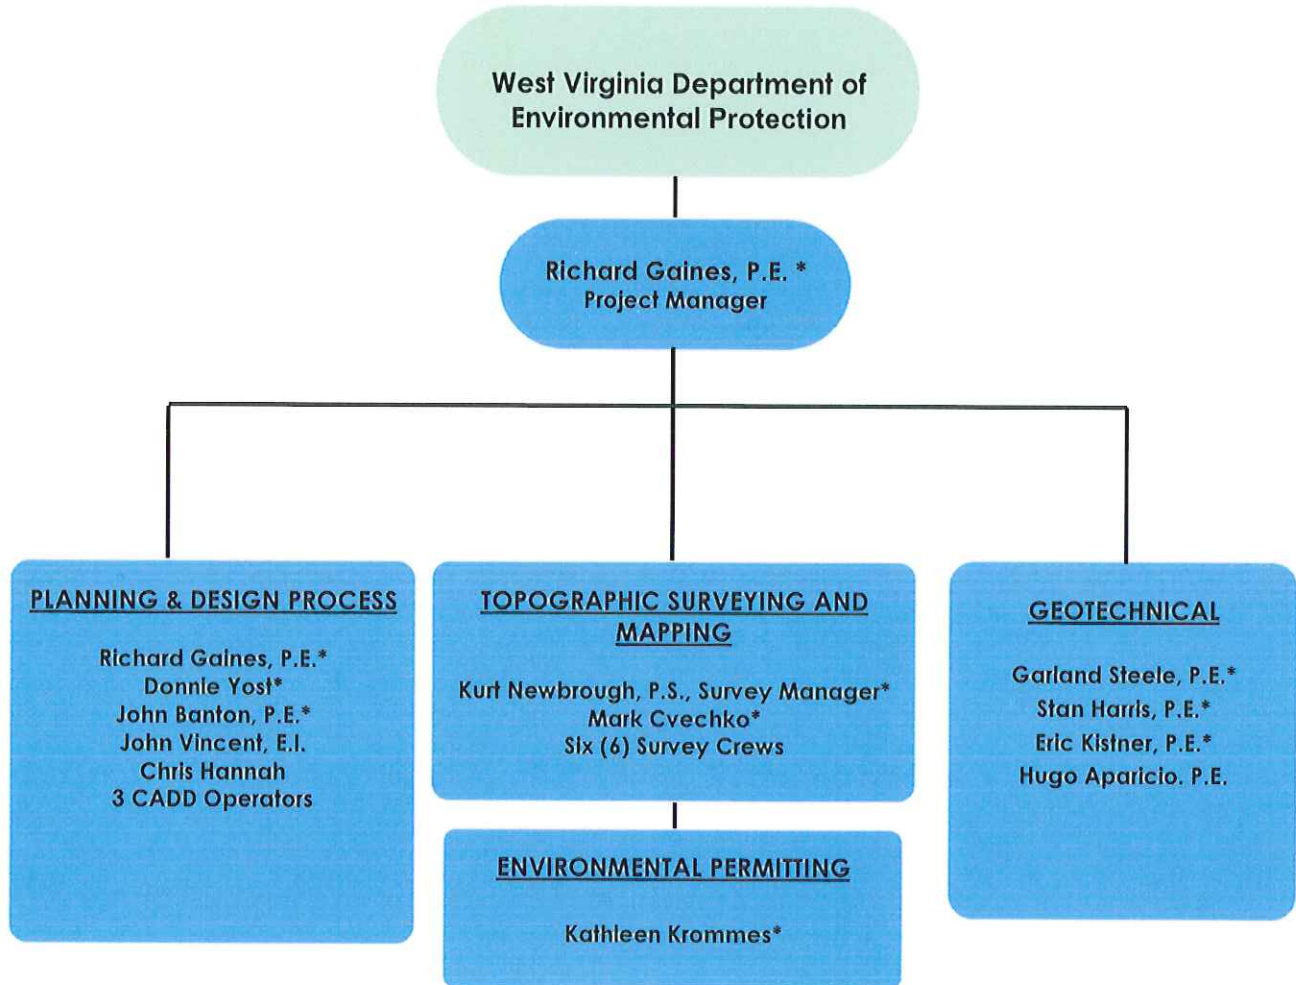 West Virginia Department of
Environmental Protection
Richard Gaines, P.E. *
Project Manager
PLANNING & DESIGN PROCESS
Richard Gaines, P.E.*
Donnie Yost*
John Banton, P.E.*
John Vincent, E.I.
Chris Hannah
3 CADD Operators
TOPOGRAPHIC SURVEYING AND
MAPPING
Kurt Newbrough, P.S., Survey Manager*
Mark Cvechko*
Six (6) Survey Crews
ENVIRONMENTAL PERMITTING
Kathleen Krommes*
GEOTECHNICAL
Garland Steele, P.E.*
Stan Harris, P.E.*
Eric Kistner, P.E.*
Hugo Aparicio. P.E.